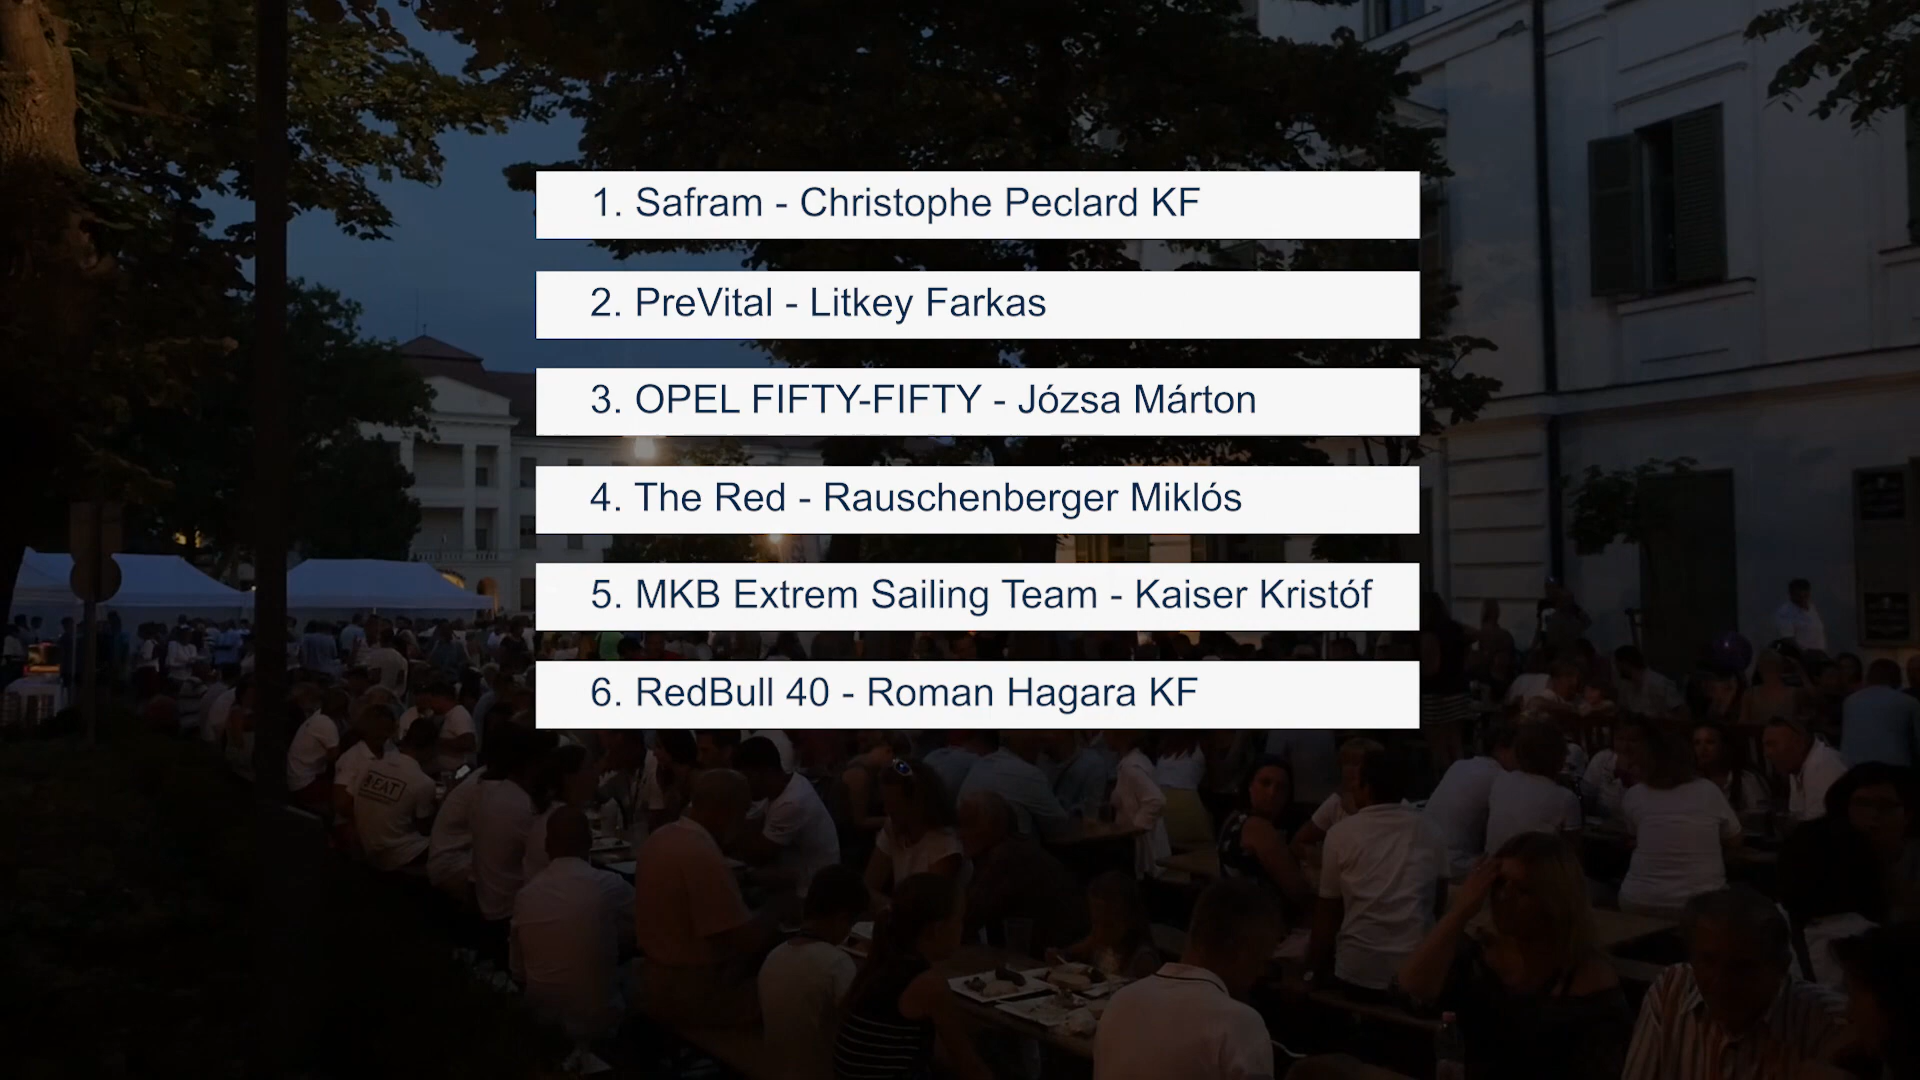 1. Safram - Christophe Peclard KF
2. PreVital - Litkey Farkas
3. OPEL FIFTY-FIFTY - Józsa Márton
4. The Red - Rauschenberger Miklós
5. MKB Extrem Sailing Team - Kaiser Kristóf
6. RedBull 40 - Roman Hagara KF